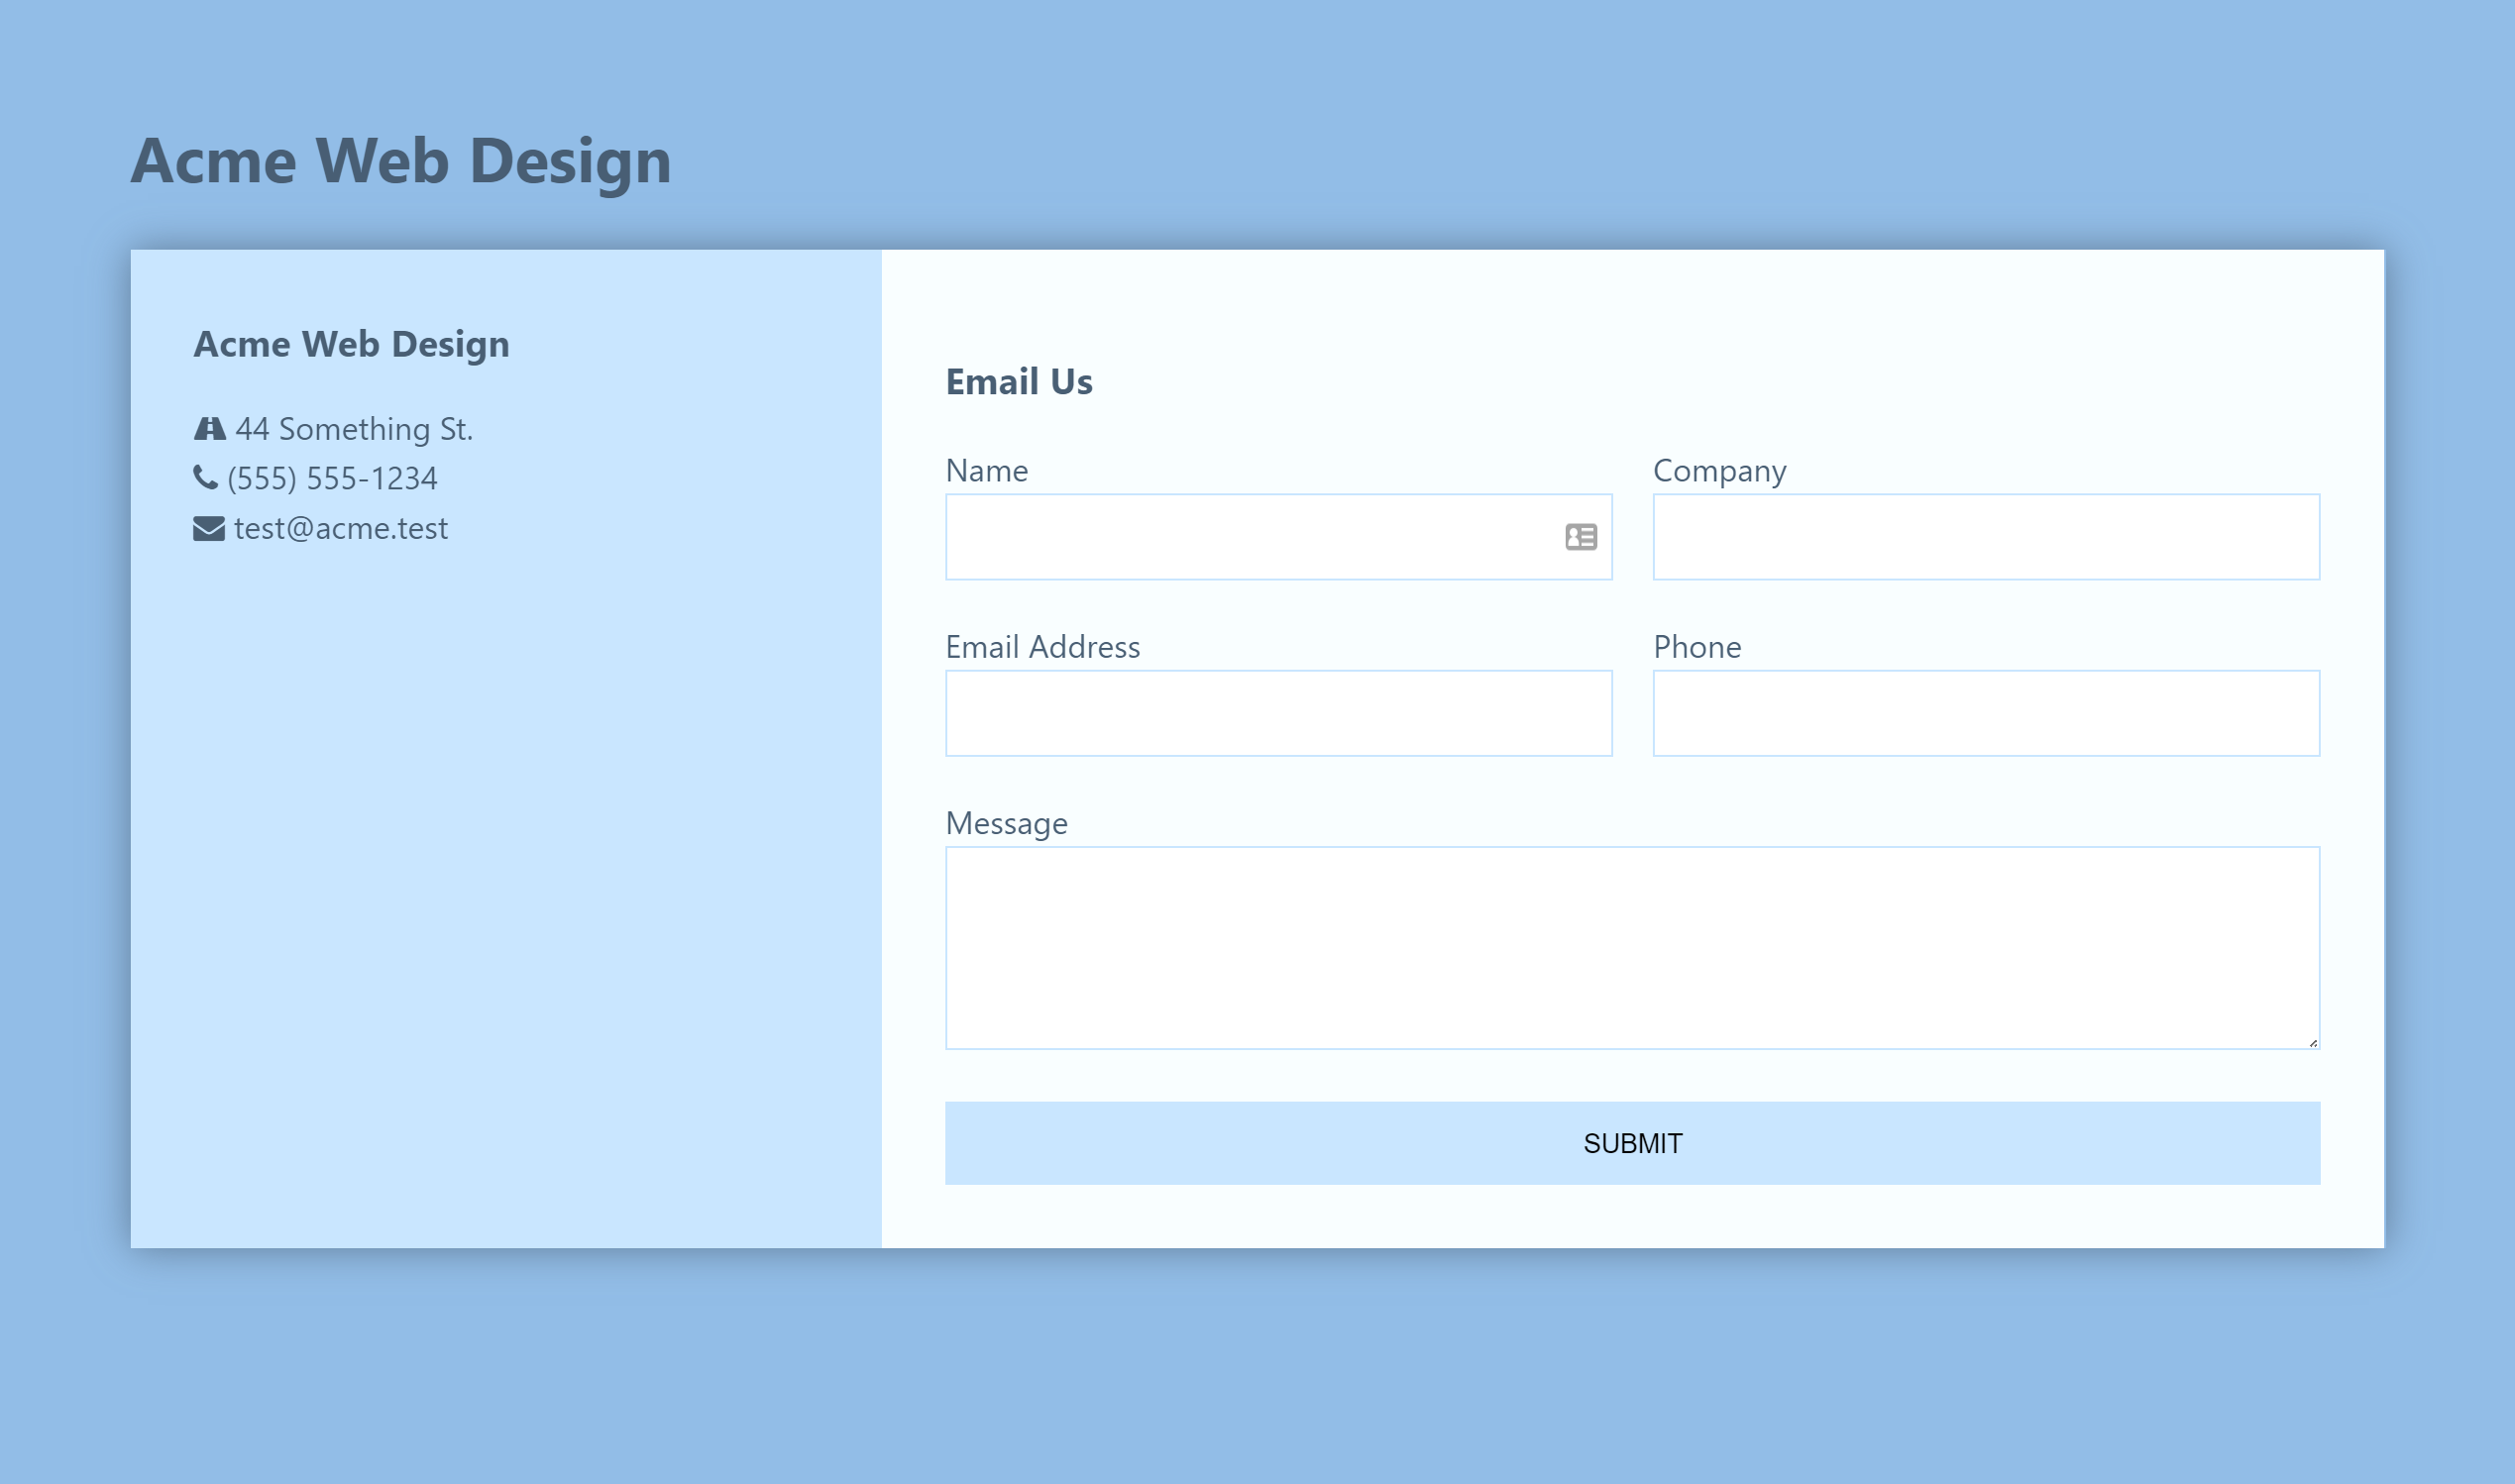 Acme Web Design
Acme Web Design
44 Something St.
(555) 555-1234
test@acme.test
Email Us
Name
Company
Email Address
Phone
Message
SUBMIT